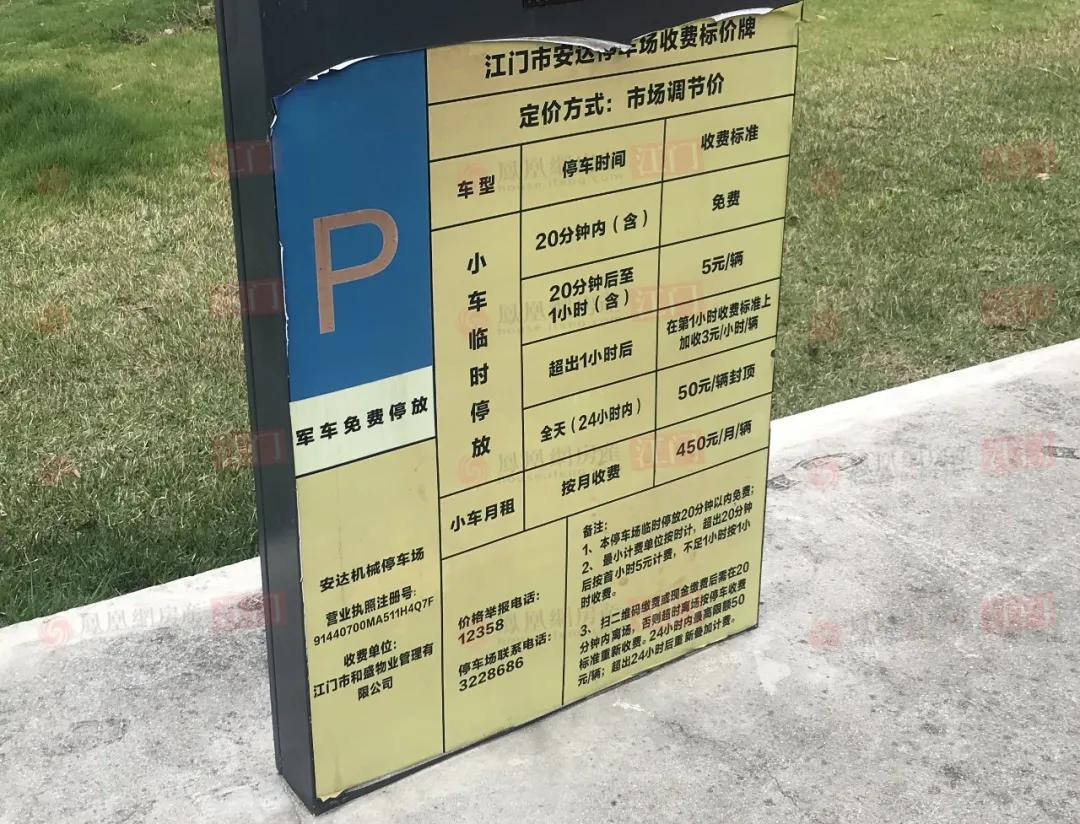 江门市安达停车场收费标价牌
定价方式：市场调节价
车型 停车时间 收费标准
小车临时停放
20分钟内（含） 免费
20分钟后至
1小时（含）
5元/辆
超出1小时后
在第1小时收费标准上
加收3元/小时/辆
全天（24小时内） 50元/辆封顶
小车月租 按月收费 450元/月/辆
P
军车免费停放
安达机械停车场
营业执照注册号：
91440700MA511H4Q7F
收费单位：
江门市和盛物业管理有
限公司
价格举报电话：
12358
停车场联系电话：
3228686
备注：
1、本停车场临时停放20分钟以内免费；
2、最小计费单位按时计，超出20分钟
后按首小时5元计费，不足1小时按1小
时收费。
3、扫二维码缴费或现金缴费后需在20
分钟内离场，否则超时离场按停车收费
标准重新收费。24小时内最高限额50
元/辆；超出24小时后重新叠加计费。
凤凰网房产 江门
house.ifeng.com